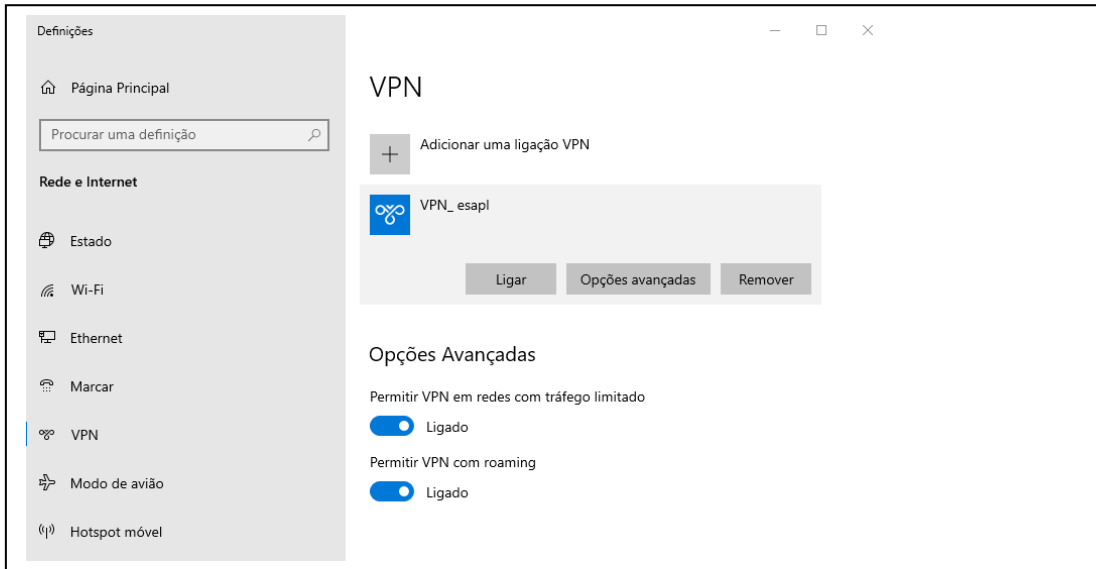 Definições
Página Principal
Procurar uma definição
Rede e Internet
Estado
Wi-Fi
Ethernet
Marcar
VPN
Modo de avião
Hotspot móvel
VPN
Adicionar uma ligação VPN
VPN_ esapl
Ligar Opções avançadas Remover
Opções Avançadas
Permitir VPN em redes com tráfego limitado
Ligado
Permitir VPN com roaming
Ligado